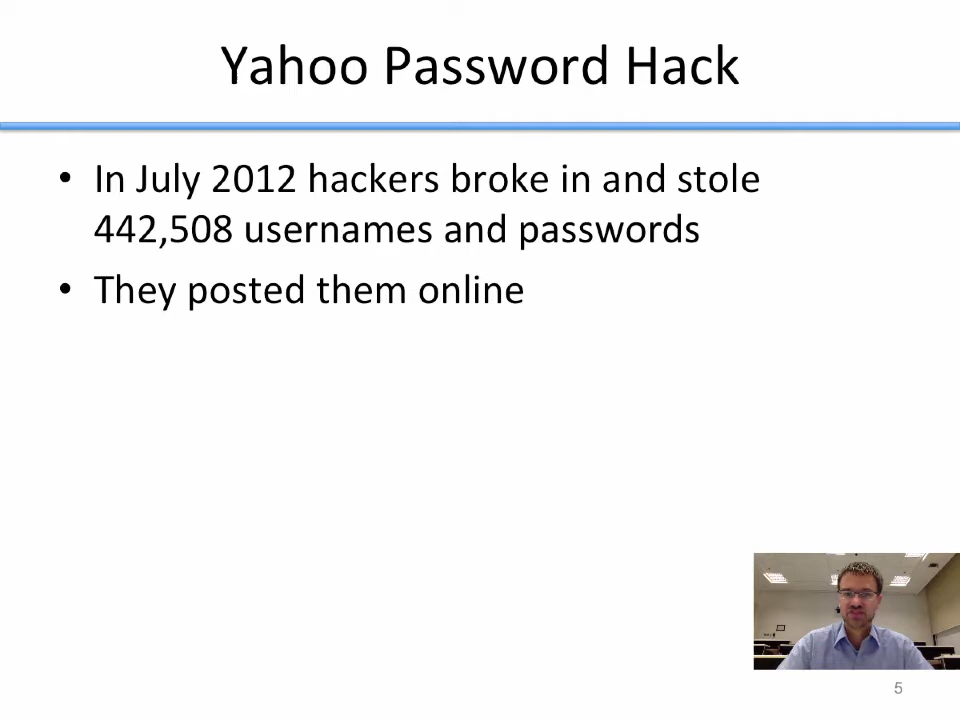 Yahoo Password Hack
• In July 2012 hackers broke in and stole
442,508 usernames and passwords
• They posted them online
5